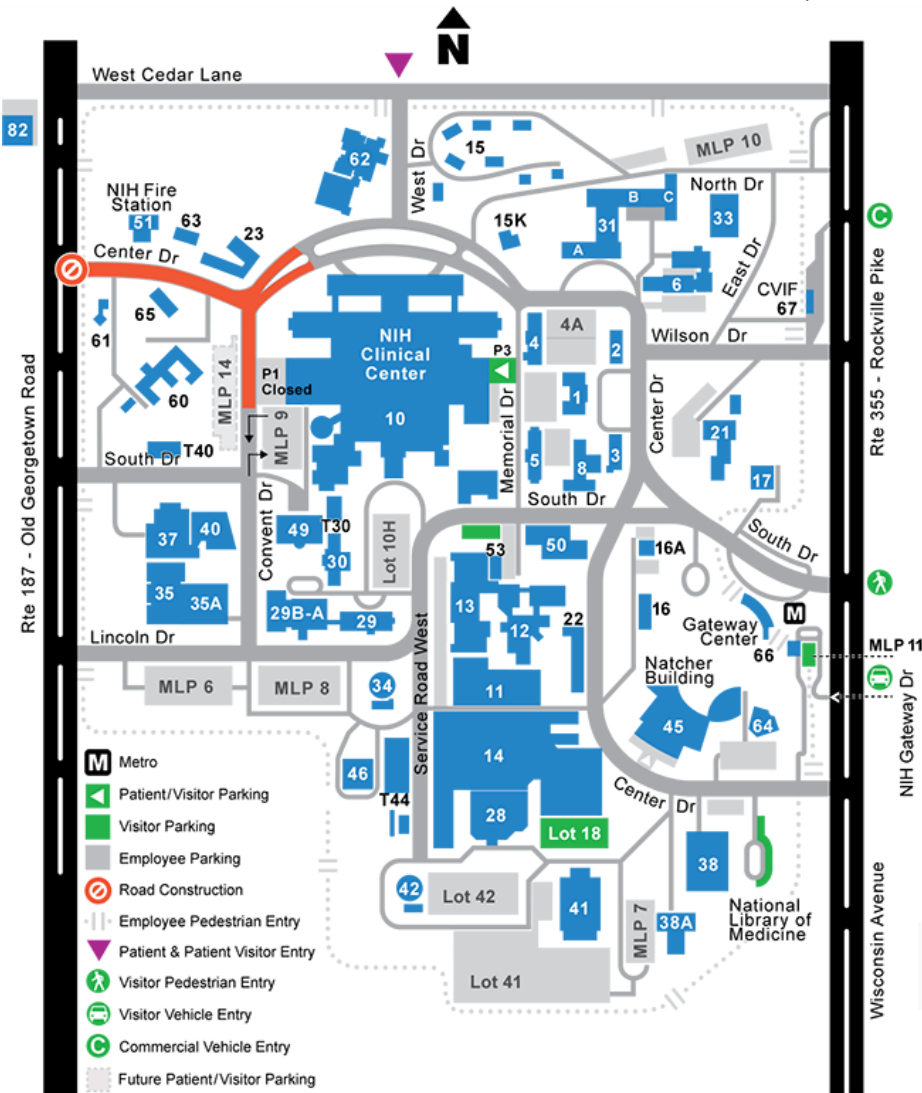 N
West Cedar Lane
82
62
West Dr
15
MLP 10
NIH Fire
Station
51
63
23
15K
North Dr
B
C
31
A
33
C
Center Dr
6
East Dr
CVIF
67
65
61
NIH
Clinical
Center
10
4A
4
2
Wilson Dr
P3
P1
Closed
MLP 14
60
MLP 9
1
Memorial Dr
Center Dr
21
Rte 355 - Rockville Pike
Rte 187 - Old Georgetown Road
T40
South Dr
5
8
3
17
South Dr
Convent Dr
49
T30
30
Lot 10H
37
40
53
50
16A
South Dr
35
35A
29B-A
29
13
12
22
16
Gateway
Center
M
66
MLP 11
Lincoln Dr
MLP 6
MLP 8
34
11
Natcher
Building
45
64
NIH Gateway Dr
Service Road West
14
46
T44
28
Lot 18
Center Dr
38
National
Library of
Medicine
42
Lot 42
41
MLP 7
38A
Lot 41
Wisconsin Avenue
M Metro
Patient/Visitor Parking
Visitor Parking
Employee Parking
Road Construction
Employee Pedestrian Entry
Patient & Patient Visitor Entry
Visitor Pedestrian Entry
Visitor Vehicle Entry
C Commercial Vehicle Entry
Future Patient/Visitor Parking